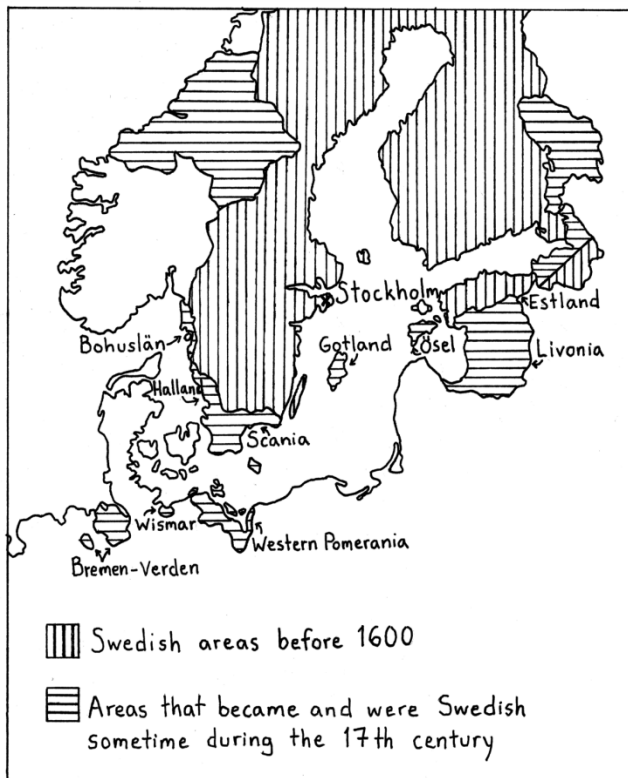 Stockholm
Estland
Bohuslän
Gotland
Ösel
Livonia
Halland
Scania
Wismar
Western Pomerania
Bremen-Verden
Swedish areas before 1600
Areas that became and were Swedish
sometime during the 17th century